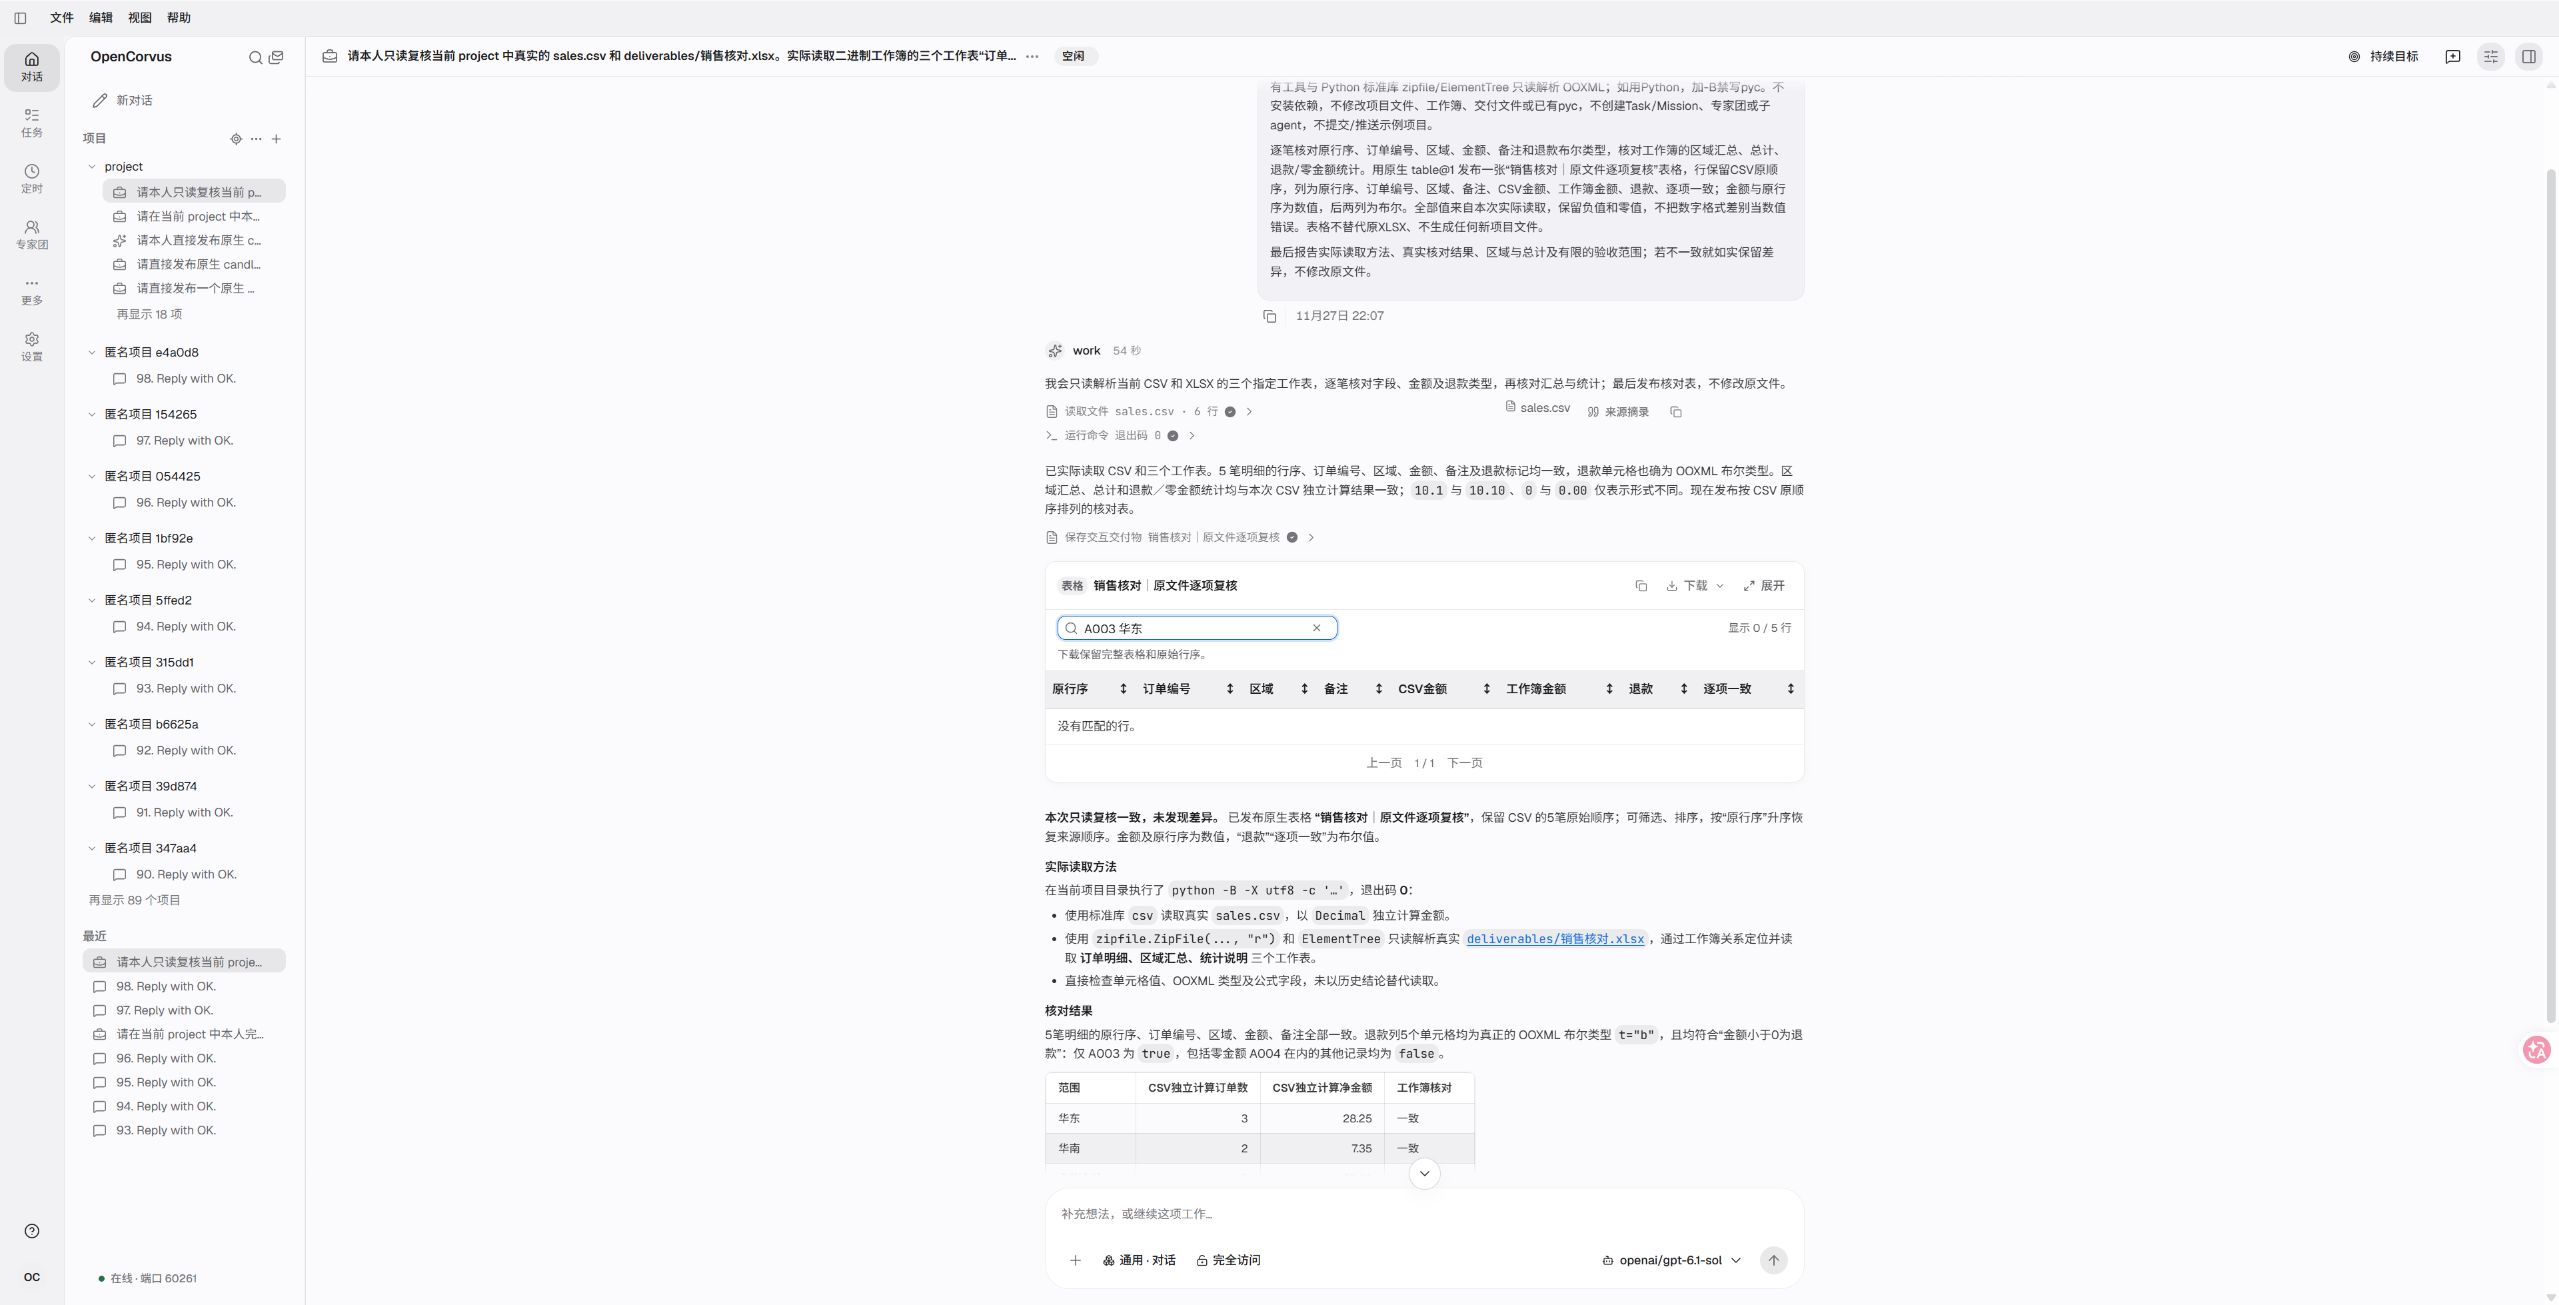 文件 编辑 视图 帮助
对话
任务
定时
专家团
更多
设置
OC
OpenCorvus
新对话
项目
project
请本人只读复核当前 p...
请在当前 project 中本...
请本人直接发布原生 c...
请直接发布原生 candl...
请直接发布一个原生 ...
再显示 18 项
匿名项目 e4a0d8
98. Reply with OK.
匿名项目 154265
97. Reply with OK.
匿名项目 054425
96. Reply with OK.
匿名项目 1bf92e
95. Reply with OK.
匿名项目 5ffed2
94. Reply with OK.
匿名项目 315dd1
93. Reply with OK.
匿名项目 b6625a
92. Reply with OK.
匿名项目 39d874
91. Reply with OK.
匿名项目 347aa4
90. Reply with OK.
再显示 89 个项目
最近
请本人只读复核当前 proje...
98. Reply with OK.
97. Reply with OK.
请在当前 project 中本人完...
96. Reply with OK.
95. Reply with OK.
94. Reply with OK.
93. Reply with OK.
在线 · 端口 60261
请本人只读复核当前 project 中真实的 sales.csv 和 deliverables/销售核对.xlsx。实际读取二进制工作簿的三个工作表“订单... ··· 空闲
持续目标
有工具与 Python 标准库 zipfile/ElementTree 只读解析 OOXML；如用Python，加-B禁写pyc。不
安装依赖，不修改项目文件、工作簿、交付文件或已有pyc，不创建Task/Mission、专家团或子
agent，不提交/推送示例项目。
逐笔核对原行序、订单编号、区域、金额、备注和退款布尔类型，核对工作簿的区域汇总、总计、
退款/零金额统计。用原生 table@1 发布一张“销售核对｜原文件逐项复核”表格，行保留CSV原顺
序，列为原行序、订单编号、区域、备注、CSV金额、工作簿金额、退款、逐项一致；金额与原行
序为数值，后两列为布尔。全部值来自本次实际读取，保留负值和零值，不把数字格式差别当数值
错误。表格不替代原XLSX、不生成任何新项目文件。
最后报告实际读取方法、真实核对结果、区域与总计及有限的验收范围；若不一致就如实保留差
异，不修改原文件。
11月27日 22:07
work 54 秒
我会只读解析当前 CSV 和 XLSX 的三个指定工作表，逐笔核对字段、金额及退款类型，再核对汇总与统计；最后发布核对表，不修改原文件。
读取文件 sales.csv · 6 行
sales.csv 来源摘录
运行命令 退出码 0
已实际读取 CSV 和三个工作表。5 笔明细的行序、订单编号、区域、金额、备注及退款标记均一致，退款单元格也确为 OOXML 布尔类型。区
域汇总、总计和退款／零金额统计均与本次 CSV 独立计算结果一致；10.1 与 10.10、0 与 0.00 仅表示形式不同。现在发布按 CSV 原顺
序排列的核对表。
保存交互交付物 销售核对｜原文件逐项复核
表格 销售核对｜原文件逐项复核
下载 展开
A003 华东
显示 0 / 5 行
下载保留完整表格和原始行序。
原行序 订单编号 区域 备注 CSV金额 工作簿金额 退款 逐项一致
没有匹配的行。
上一页 1 / 1 下一页
本次只读复核一致，未发现差异。 已发布原生表格 “销售核对｜原文件逐项复核”，保留 CSV 的5笔原始顺序；可筛选、排序，按“原行序”升序恢
复来源顺序。金额及原行序为数值，“退款”“逐项一致”为布尔值。
实际读取方法
在当前项目目录执行了 python -B -X utf8 -c '…'，退出码 0：
• 使用标准库 csv 读取真实 sales.csv，以 Decimal 独立计算金额。
• 使用 zipfile.ZipFile(..., "r") 和 ElementTree 只读解析真实 deliverables/销售核对.xlsx，通过工作簿关系定位并读
取 订单明细、区域汇总、统计说明 三个工作表。
• 直接检查单元格值、OOXML 类型及公式字段，未以历史结论替代读取。
核对结果
5笔明细的原行序、订单编号、区域、金额、备注全部一致。退款列5个单元格均为真正的 OOXML 布尔类型 t="b"，且均符合“金额小于0为退
款”：仅 A003 为 true，包括零金额 A004 在内的其他记录均为 false。
范围 CSV独立计算订单数 CSV独立计算净金额 工作簿核对
华东 3 28.25 一致
华南 2 7.35 一致
补充想法，或继续这项工作...
通用 · 对话 完全访问
openai/gpt-6.1-sol